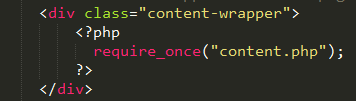 <div class="content-wrapper">
<?php
require_once("content.php");
?>
</div>